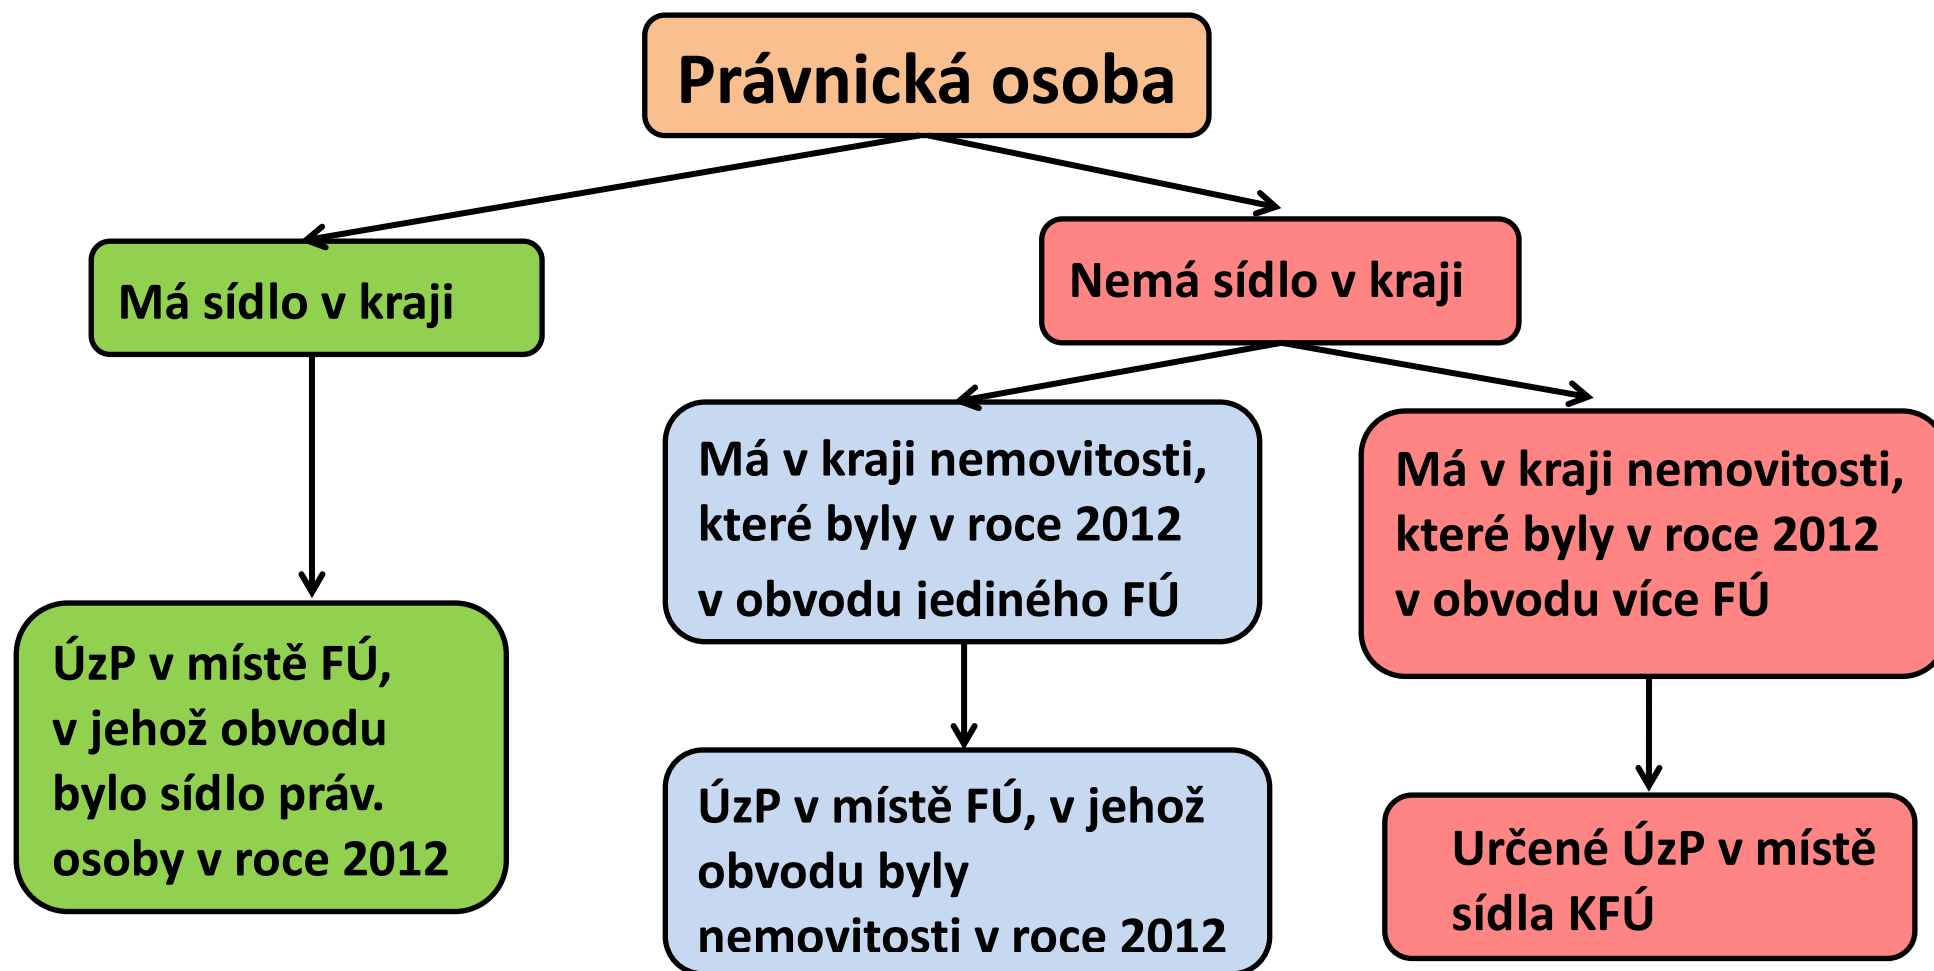 Právnická osoba
Má sídlo v kraji
Nemá sídlo v kraji
Má v kraji nemovitosti,
které byly v roce 2012
v obvodu jediného FÚ
Má v kraji nemovitosti,
které byly v roce 2012
v obvodu více FÚ
ÚzP v místě FÚ,
v jehož obvodu
bylo sídlo práv.
osoby v roce 2012
ÚzP v místě FÚ, v jehož
obvodu byly
nemovitosti v roce 2012
Určené ÚzP v místě
sídla KFÚ